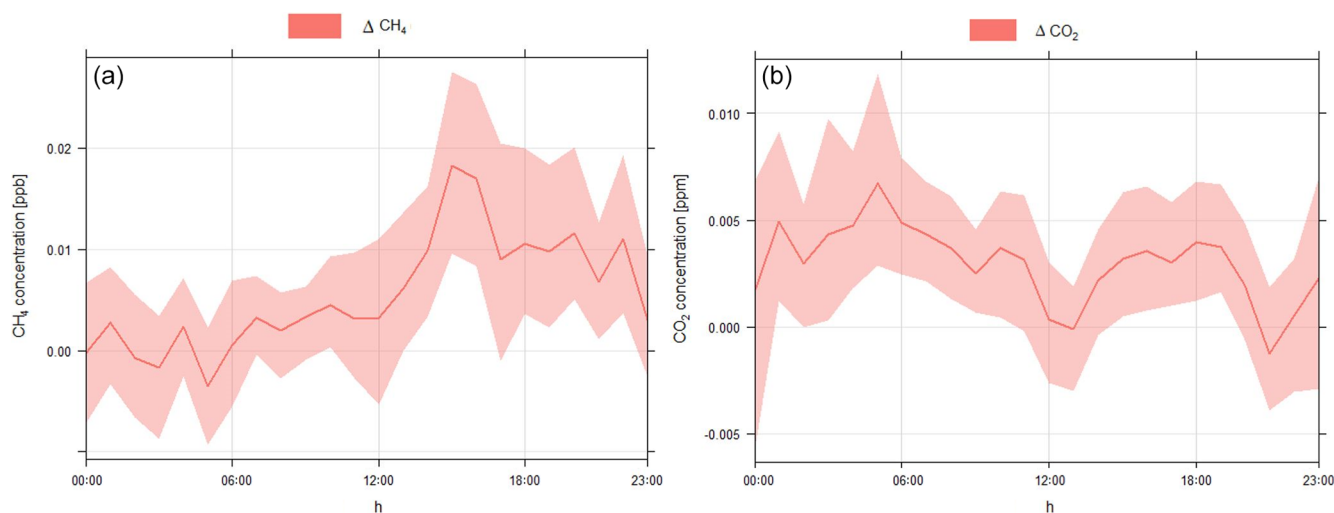 Δ CH₄
(a)
CH₄ concentration [ppb]
0.02
0.01
0.00
00:00 06:00 12:00 18:00 23:00
h
Δ CO₂
(b)
CO₂ concentration [ppm]
0.010
0.005
0.000
-0.005
00:00 06:00 12:00 18:00 23:00
h